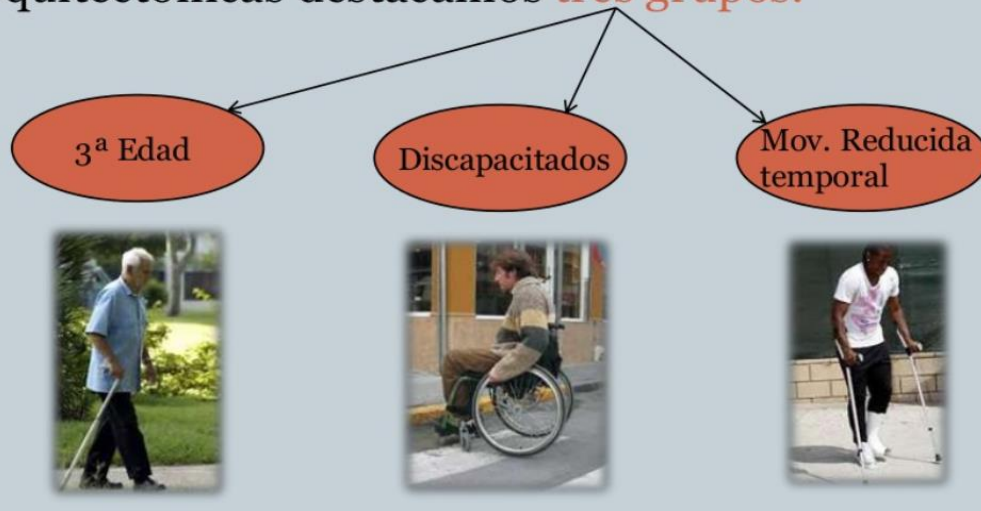 quitectónicas destacamos tres grupos:
3ª Edad
Discapacitados
Mov. Reducida
temporal